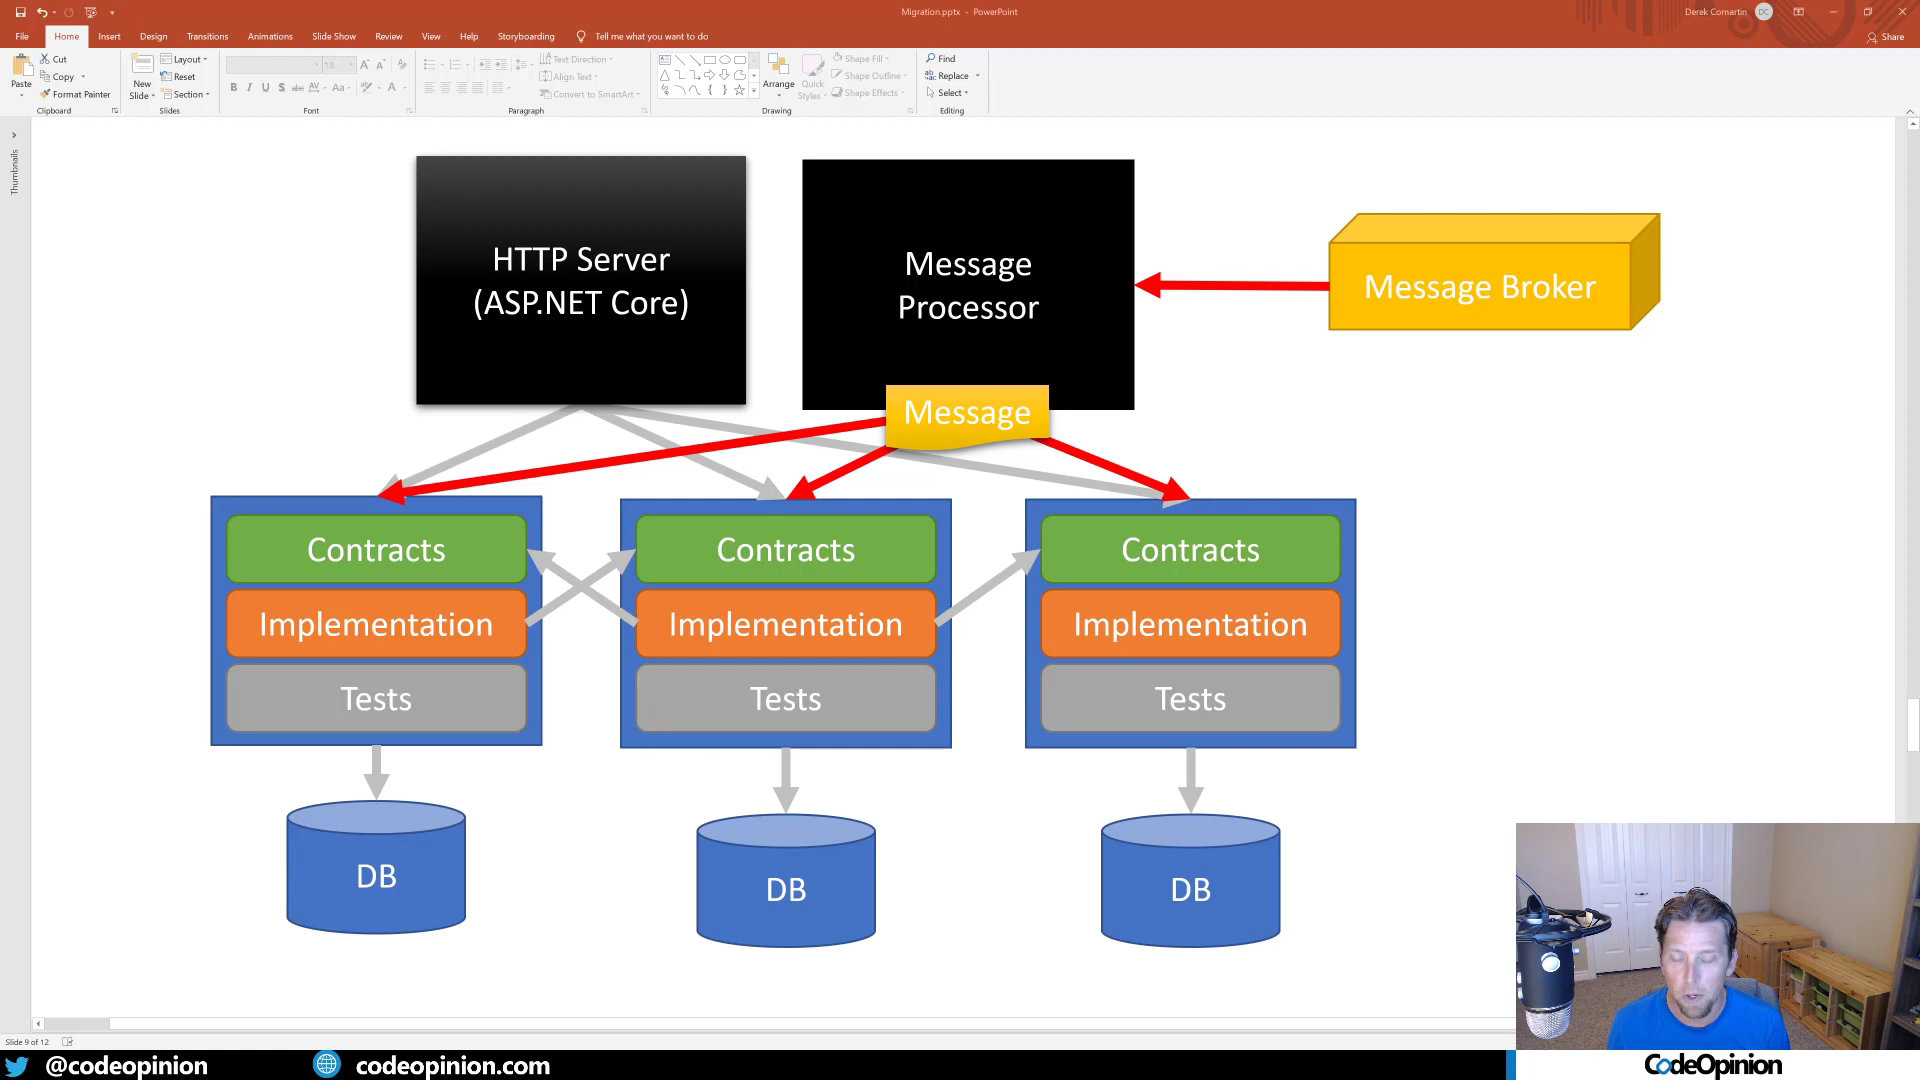 Migration.pptx - PowerPoint
Derek Comartin
DC
File
Home
Insert
Design
Transitions
Animations
Slide Show
Review
View
Help
Storyboarding
Tell me what you want to do
Share
Paste
Cut
Copy
Format Painter
Clipboard
New
Slide
Layout
Reset
Section
Slides
18
Font
Text Direction
Align Text
Convert to SmartArt
Paragraph
Arrange
Quick
Styles
Shape Fill
Shape Outline
Shape Effects
Drawing
Find
Replace
Select
Editing
Thumbnails
HTTP Server
(ASP.NET Core)
Message
Processor
Message Broker
Message
Contracts
Contracts
Contracts
Implementation
Implementation
Implementation
Tests
Tests
Tests
DB
DB
DB
Slide 9 of 12
@codeopinion
codeopinion.com
CodeOpinion